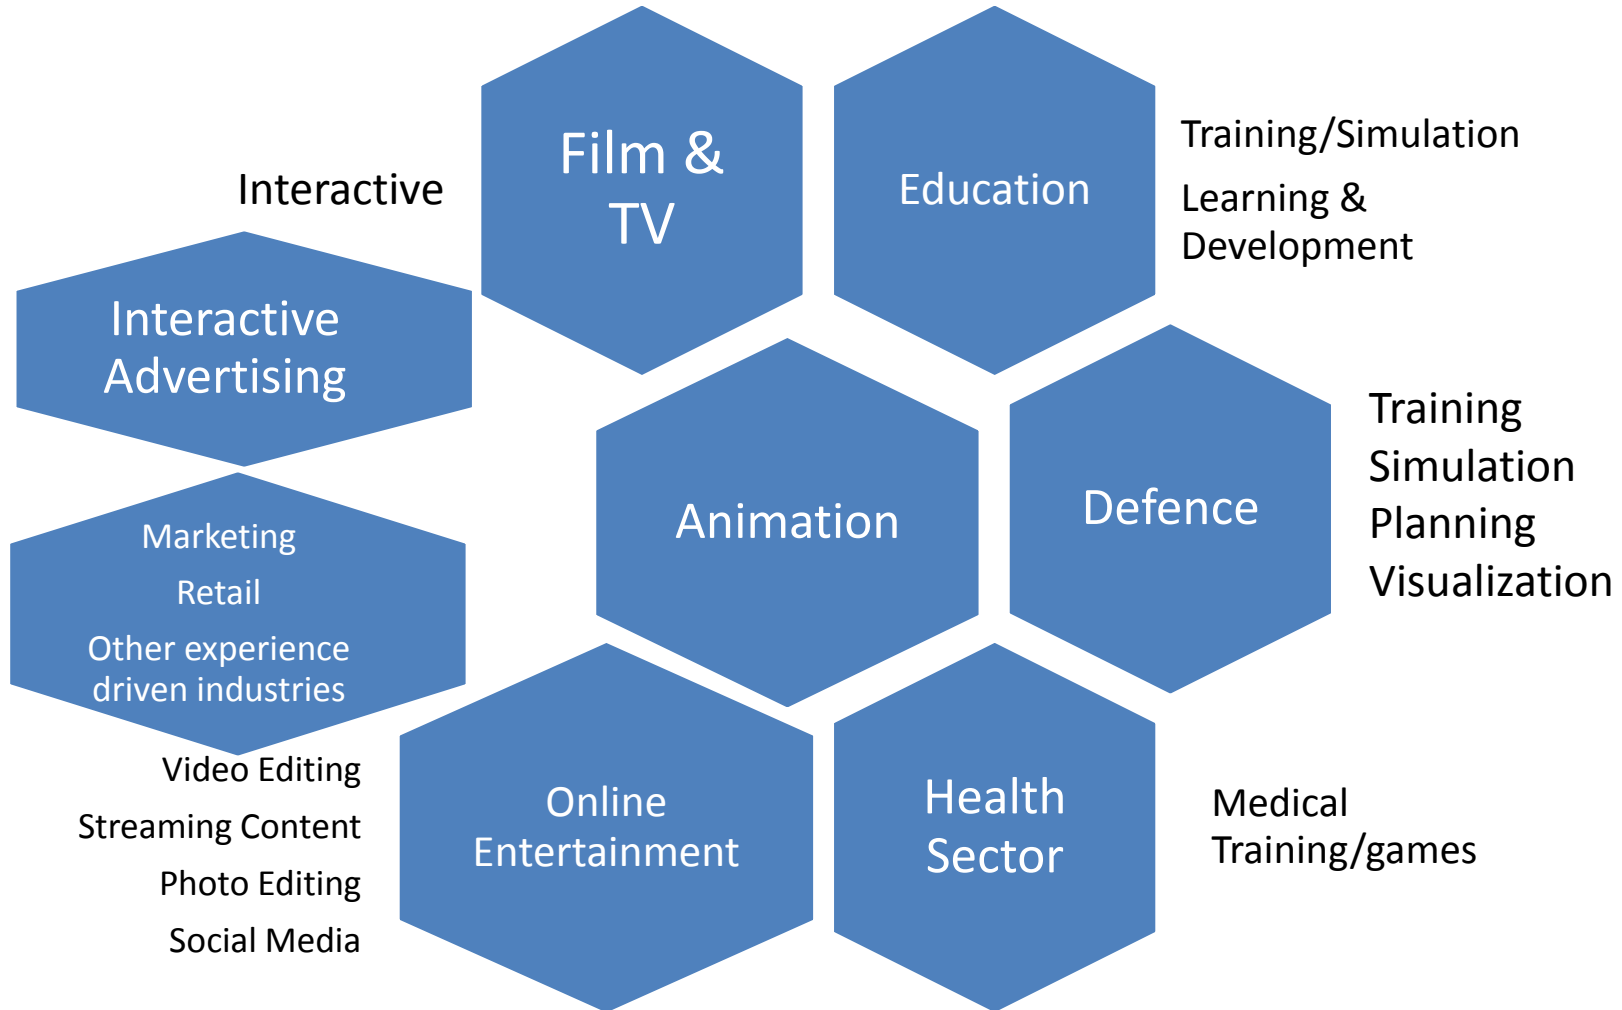 Film &
TV
Education
Training/Simulation
Learning &
Development
Interactive
Interactive
Advertising
Animation
Defence
Training
Simulation
Planning
Visualization
Marketing
Retail
Other experience
driven industries
Video Editing
Streaming Content
Photo Editing
Social Media
Online
Entertainment
Health
Sector
Medical
Training/games